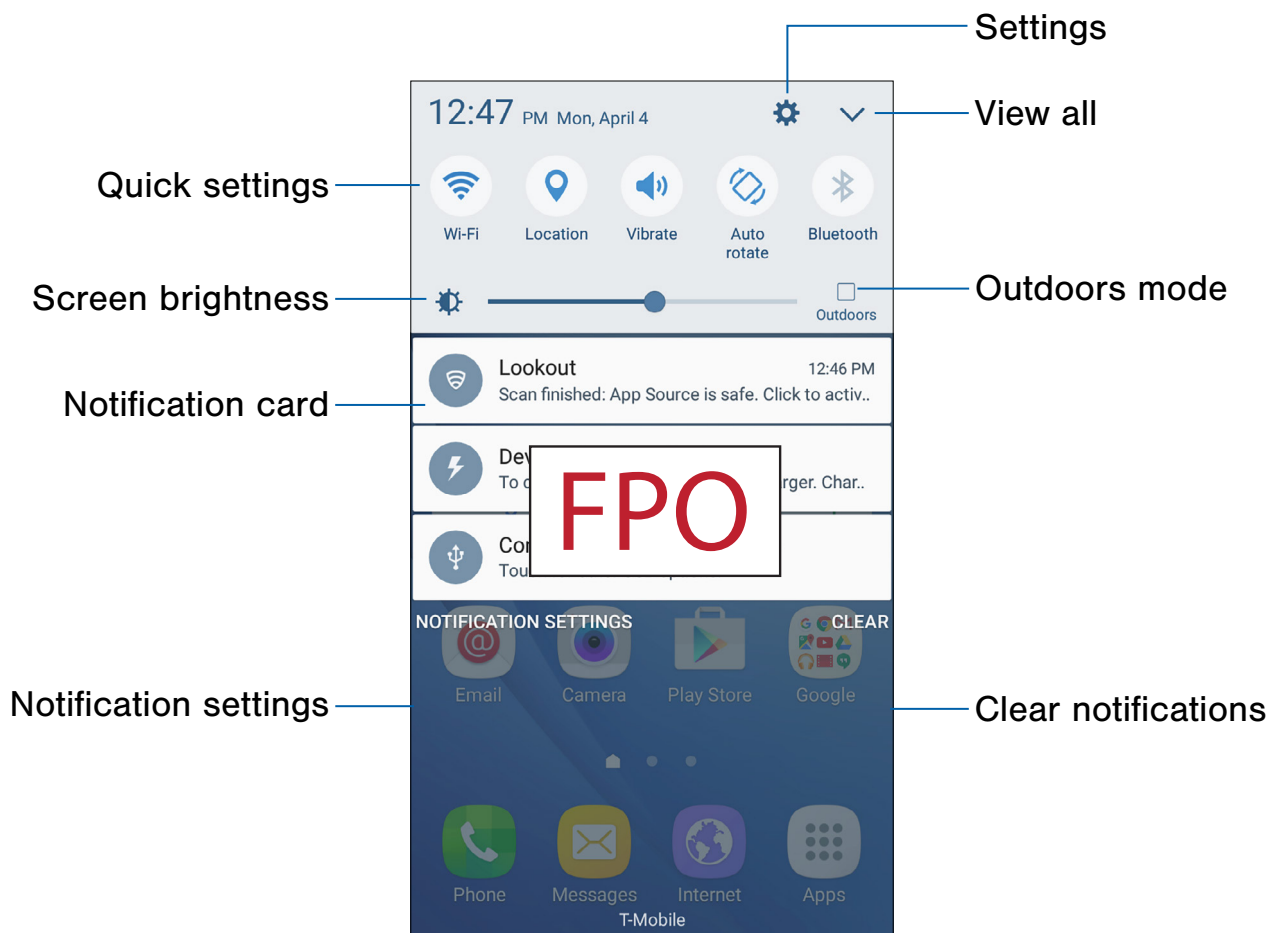 Settings
12:47 PM Mon, April 4
View all
Quick settings
Wi-Fi
Location
Vibrate
Auto
rotate
Bluetooth
Screen brightness
Outdoors mode
Outdoors
Notification card
Lookout 12:46 PM
Scan finished: App Source is safe. Click to activ..
FPO
Char..
NOTIFICATION SETTINGS
CLEAR
Email
Camera
Play Store
Google
Notification settings
Clear notifications
Phone
Messages
Internet
Apps
T-Mobile